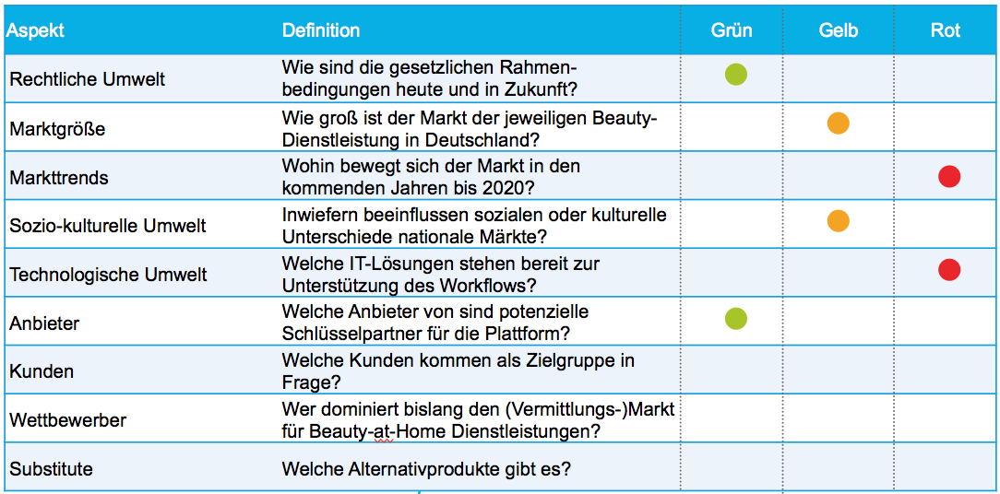 Aspekt Definition Grün Gelb Rot
Rechtliche Umwelt Wie sind die gesetzlichen Rahmen-
bedingungen heute und in Zukunft?
Marktgröße Wie groß ist der Markt der jeweiligen Beauty-
Dienstleistung in Deutschland?
Markttrends Wohin bewegt sich der Markt in den
kommenden Jahren bis 2020?
Sozio-kulturelle Umwelt Inwiefern beeinflussen sozialen oder kulturelle
Unterschiede nationale Märkte?
Technologische Umwelt Welche IT-Lösungen stehen bereit zur
Unterstützung des Workflows?
Anbieter Welche Anbieter von sind potenzielle
Schlüsselpartner für die Plattform?
Kunden Welche Kunden kommen als Zielgruppe in
Frage?
Wettbewerber Wer dominiert bislang den (Vermittlungs-)Markt
für Beauty-at-Home Dienstleistungen?
Substitute Welche Alternativprodukte gibt es?